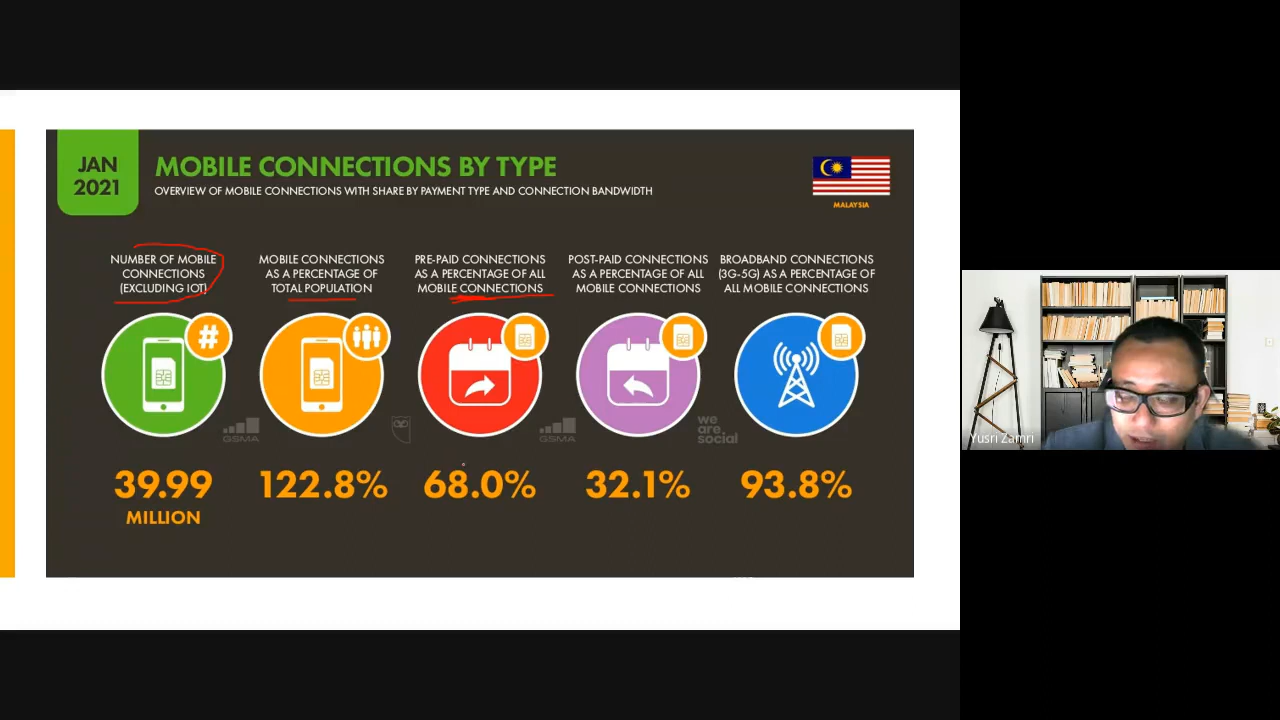 JAN
2021
MOBILE CONNECTIONS BY TYPE
OVERVIEW OF MOBILE CONNECTIONS WITH SHARE BY PAYMENT TYPE AND CONNECTION BANDWIDTH
MALAYSIA
NUMBER OF MOBILE
CONNECTIONS
(EXCLUDING IOT)
MOBILE CONNECTIONS
AS A PERCENTAGE OF
TOTAL POPULATION
PRE-PAID CONNECTIONS
AS A PERCENTAGE OF ALL
MOBILE CONNECTIONS
POST-PAID CONNECTIONS
AS A PERCENTAGE OF ALL
MOBILE CONNECTIONS
BROADBAND CONNECTIONS
(3G-5G) AS A PERCENTAGE OF
ALL MOBILE CONNECTIONS
#
GSMA
GSMA
we
are.
social
39.99
MILLION
122.8%
68.0%
32.1%
93.8%
Yusri Zamri